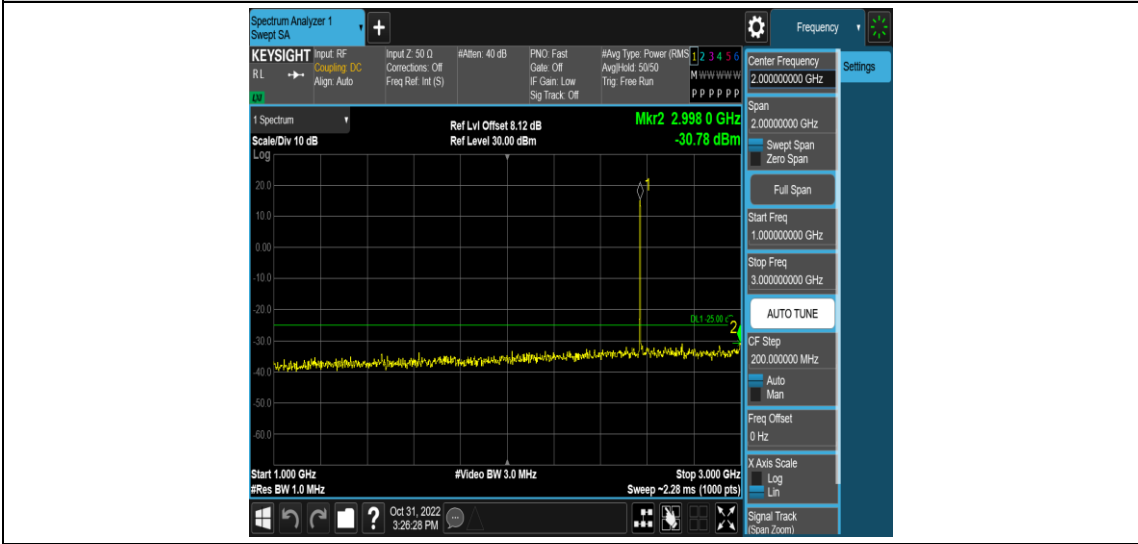 Spectrum Analyzer 1
Swept SA
+
Frequency
KEYSIGHT
RL
LXI
Input: RF
Coupling: DC
Align: Auto
Input Z: 50 Ω
Corrections: Off
Freq Ref: Int (S)
#Atten: 40 dB
PNO: Fast
Gate: Off
IF Gain: Low
Sig Track: Off
#Avg Type: Power (RMS
Avg|Hold: 50/50
Trig: Free Run
1 2 3 4 5 6
M W W W W W
P P P P P P
1 Spectrum
Scale/Div 10 dB
Log
Ref Lvl Offset 8.12 dB
Ref Level 30.00 dBm
Mkr2 2.998 0 GHz
-30.78 dBm
20.0
10.0
0.00
-10.0
-20.0
-30.0
-40.0
-50.0
-60.0
1
DL1 -25.00
2
Start 1.000 GHz
#Res BW 1.0 MHz
#Video BW 3.0 MHz
Stop 3.000 GHz
Sweep ~2.28 ms (1000 pts)
?
Oct 31, 2022
3:26:28 PM
Center Frequency
2.000000000 GHz
Settings
Span
2.00000000 GHz
Swept Span
Zero Span
Full Span
Start Freq
1.000000000 GHz
Stop Freq
3.000000000 GHz
AUTO TUNE
CF Step
200.000000 MHz
Auto
Man
Freq Offset
0 Hz
X Axis Scale
Log
Lin
Signal Track
(Span Zoom)